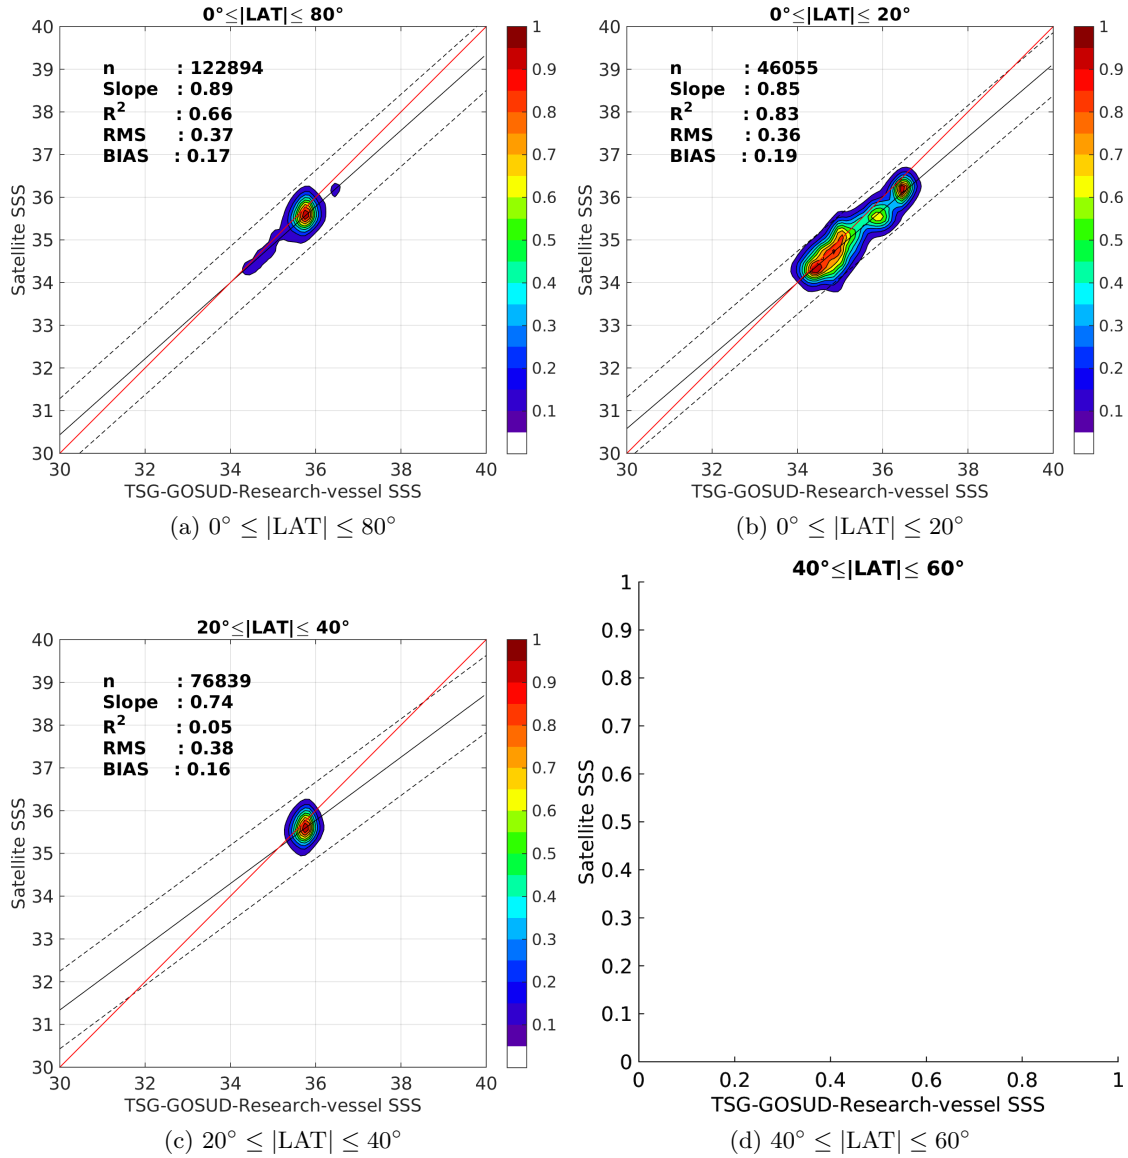 0°≤|LAT|≤ 80°
40
39
38
37
36
35
34
33
32
31
30
30 32 34 36 38 40
Satellite SSS
TSG-GOSUD-Research-vessel SSS
n : 122894
Slope : 0.89
R² : 0.66
RMS : 0.37
BIAS : 0.17
1
0.9
0.8
0.7
0.6
0.5
0.4
0.3
0.2
0.1
(a) 0° ≤ |LAT| ≤ 80°
0°≤|LAT|≤ 20°
40
39
38
37
36
35
34
33
32
31
30
30 32 34 36 38 40
Satellite SSS
TSG-GOSUD-Research-vessel SSS
n : 46055
Slope : 0.85
R² : 0.83
RMS : 0.36
BIAS : 0.19
1
0.9
0.8
0.7
0.6
0.5
0.4
0.3
0.2
0.1
(b) 0° ≤ |LAT| ≤ 20°
20°≤|LAT|≤ 40°
40
39
38
37
36
35
34
33
32
31
30
30 32 34 36 38 40
Satellite SSS
TSG-GOSUD-Research-vessel SSS
n : 76839
Slope : 0.74
R² : 0.05
RMS : 0.38
BIAS : 0.16
1
0.9
0.8
0.7
0.6
0.5
0.4
0.3
0.2
0.1
(c) 20° ≤ |LAT| ≤ 40°
40°≤|LAT|≤ 60°
1
0.9
0.8
0.7
0.6
0.5
0.4
0.3
0.2
0.1
0
0 0.2 0.4 0.6 0.8 1
Satellite SSS
TSG-GOSUD-Research-vessel SSS
(d) 40° ≤ |LAT| ≤ 60°